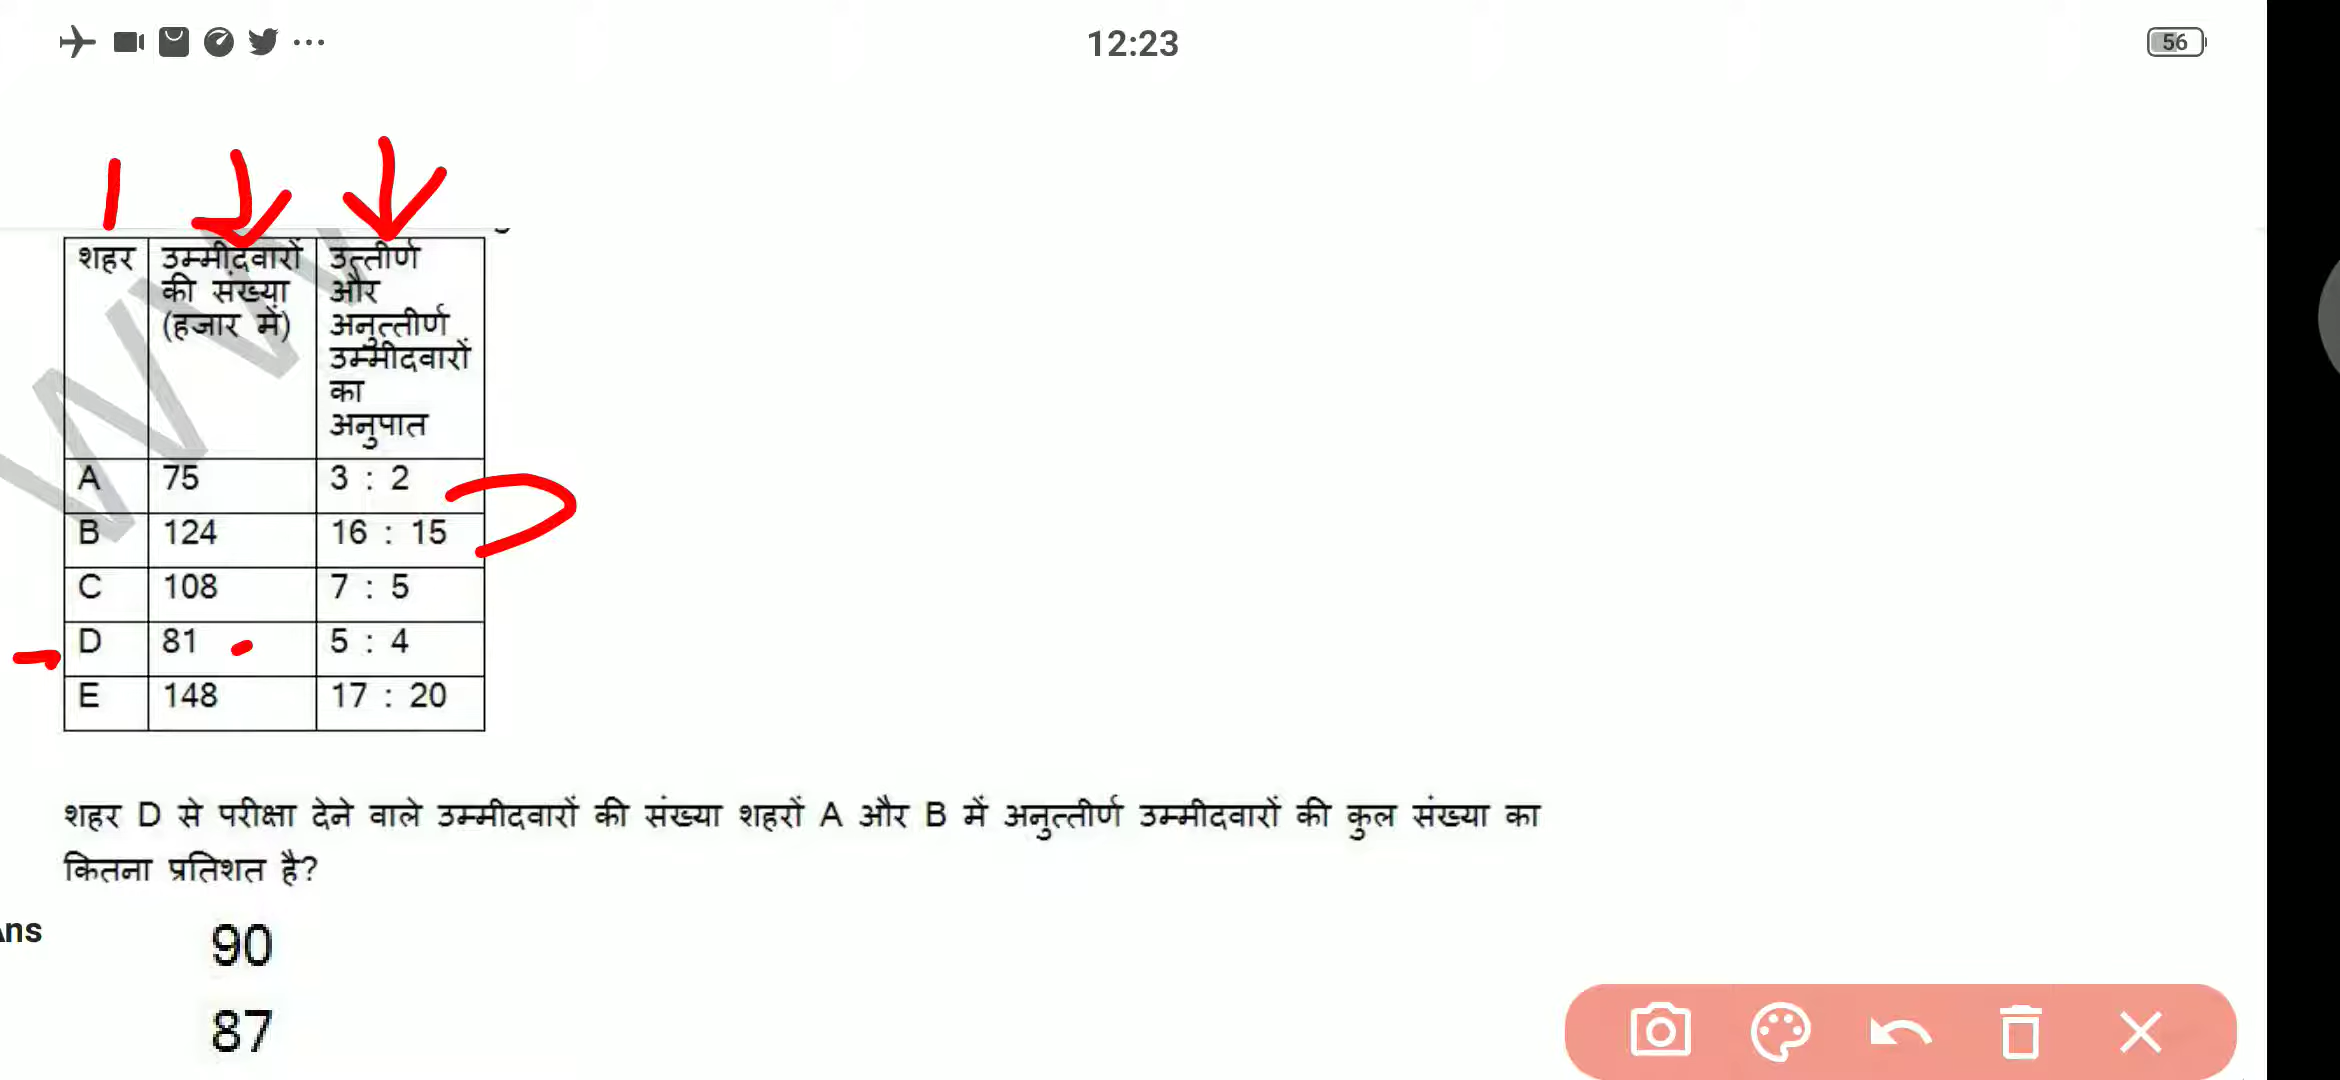 12:23
56
शहर उम्मीदवारों की संख्या (हजार में) उत्तीर्ण और अनुत्तीर्ण उम्मीदवारों का अनुपात
A 75 3 : 2
B 124 16 : 15
C 108 7 : 5
D 81 5 : 4
E 148 17 : 20
शहर D से परीक्षा देने वाले उम्मीदवारों की संख्या शहरों A और B में अनुत्तीर्ण उम्मीदवारों की कुल संख्या का
कितना प्रतिशत है?
Ans 90
87